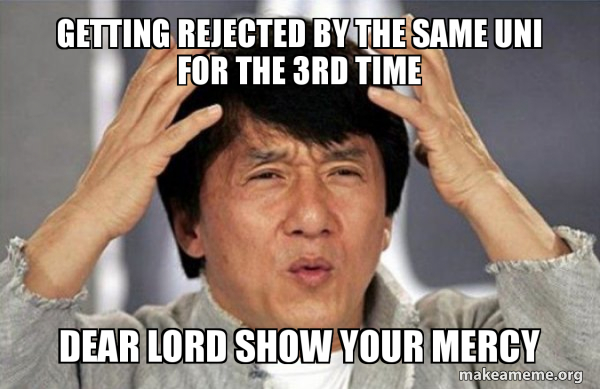 GETTING REJECTED BY THE SAME UNI
FOR THE 3RD TIME
DEAR LORD SHOW YOUR MERCY
makeameme.org